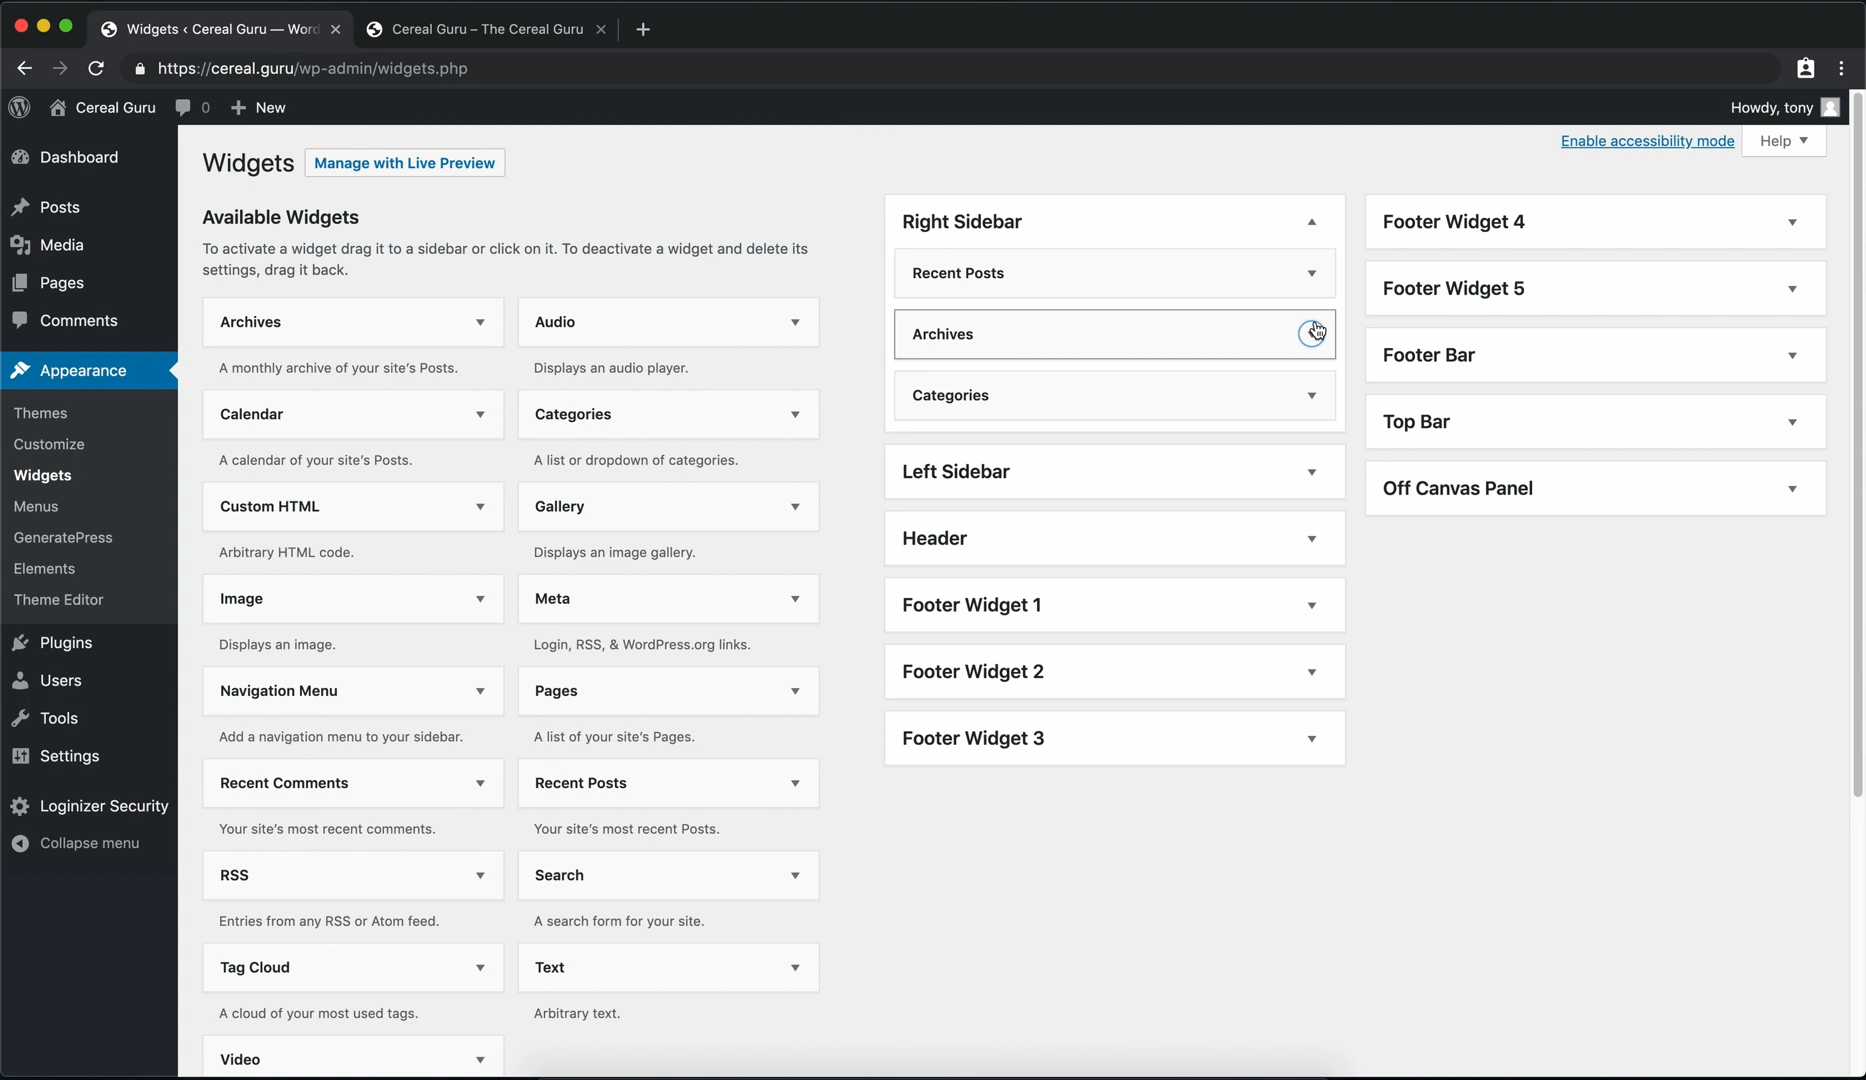 Widgets ‹ Cereal Guru — Word
Cereal Guru – The Cereal Guru
https://cereal.guru/wp-admin/widgets.php
Cereal Guru
0
New
Howdy, tony
Dashboard
Posts
Media
Pages
Comments
Appearance
Themes
Customize
Widgets
Menus
GeneratePress
Elements
Theme Editor
Plugins
Users
Tools
Settings
Loginizer Security
Collapse menu
Enable accessibility mode
Help
Widgets
Manage with Live Preview
Available Widgets
To activate a widget drag it to a sidebar or click on it. To deactivate a widget and delete its
settings, drag it back.
Archives
A monthly archive of your site's Posts.
Audio
Displays an audio player.
Calendar
A calendar of your site's Posts.
Categories
A list or dropdown of categories.
Custom HTML
Arbitrary HTML code.
Gallery
Displays an image gallery.
Image
Displays an image.
Meta
Login, RSS, & WordPress.org links.
Navigation Menu
Add a navigation menu to your sidebar.
Pages
A list of your site's Pages.
Recent Comments
Your site's most recent comments.
Recent Posts
Your site's most recent Posts.
RSS
Entries from any RSS or Atom feed.
Search
A search form for your site.
Tag Cloud
A cloud of your most used tags.
Text
Arbitrary text.
Video
Right Sidebar
Recent Posts
Archives
Categories
Left Sidebar
Header
Footer Widget 1
Footer Widget 2
Footer Widget 3
Footer Widget 4
Footer Widget 5
Footer Bar
Top Bar
Off Canvas Panel